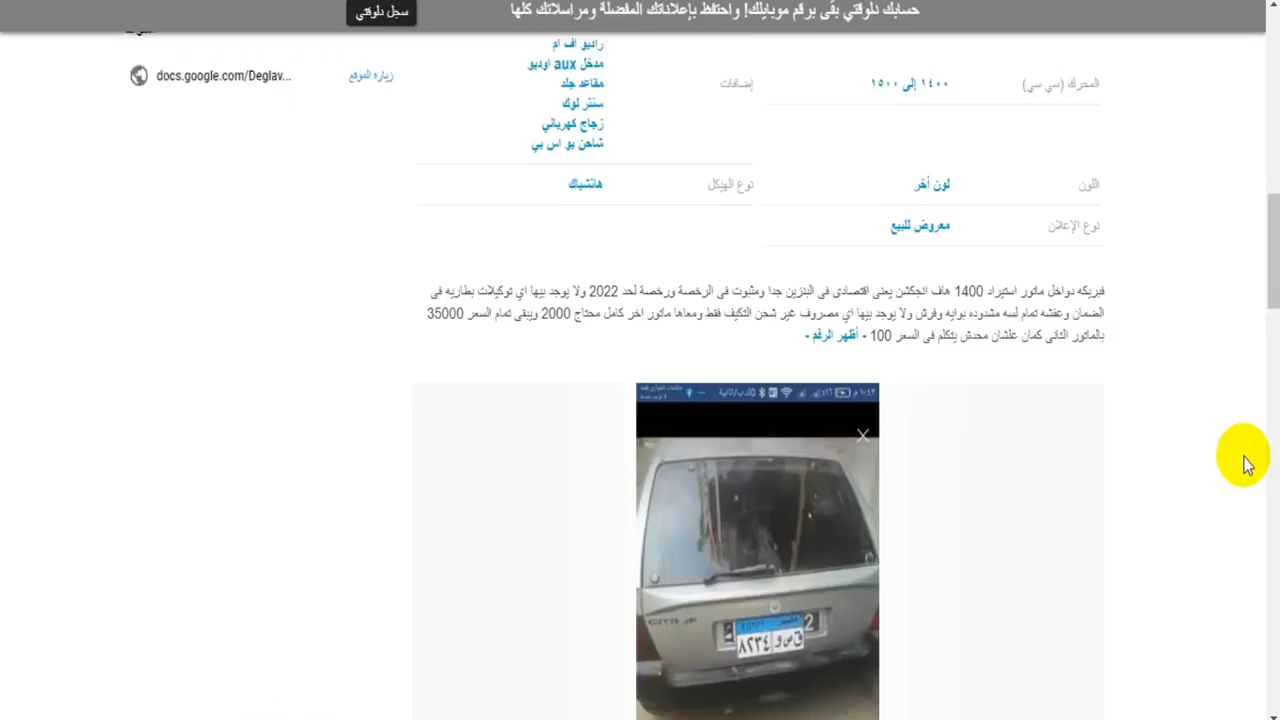 حسابك دلوقتي بقى برقم موبايلك! واحتفظ بإعلاناتك المفضلة ومراسلاتك كلها
سجل دلوقتي
راديو اف ام
مدخل aux اوديو
مقاعد جلد
سنتر لوك
زجاج كهربائي
شاحن يو اس بي
إضافات
المحرك (سي سي)
١٤٠٠ إلى ١٥٠٠
docs.google.com/Deglav...
زيارة الموقع
اللون
لون أخر
نوع الهيكل
هاتشباك
نوع الإعلان
معروض للبيع
فبريكه دواخل ماتور استيراد 1400 هاف انجكشن يعنى اقتصادى فى البنزين جدا ومثبوت فى الرخصة ورخصة لحد 2022 ولا يوجد بيها اي توكيلات بطاريه فى
الضمان وعفشه تمام لسه مشدوده بوايه وفرش ولا يوجد بيها اي مصروف غير شحن التكيف فقط ومعاها ماتور اخر كامل محتاج 2000 ويبقى تمام السعر 35000
بالماتور التانى كمان علشان محدش يتكلم فى السعر 100 - أظهر الرقم -
مصر
2
٨٢٣٤